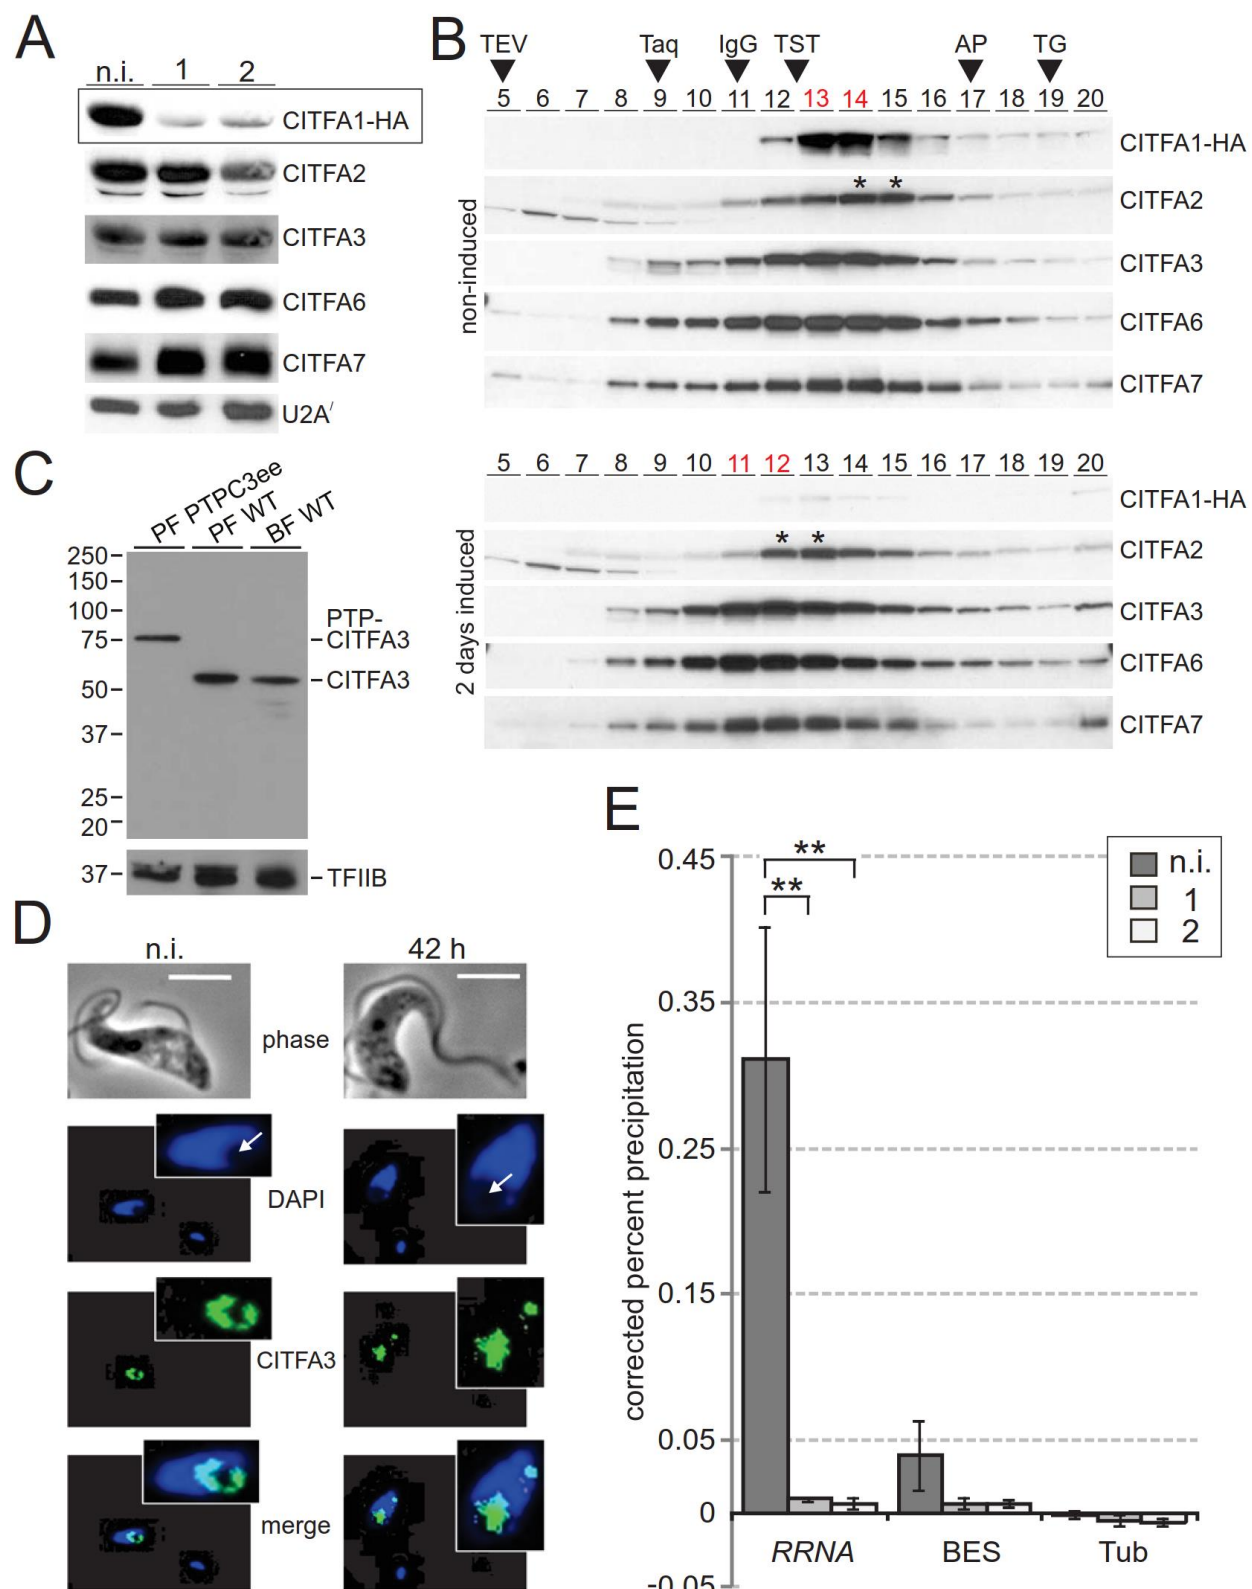 A
n.i. 1 2
CITFA1-HA
CITFA2
CITFA3
CITFA6
CITFA7
U2A′
B
TEV Taq IgG TST AP TG
5 6 7 8 9 10 11 12 13 14 15 16 17 18 19 20
non-induced
CITFA1-HA
* *
CITFA2
CITFA3
CITFA6
CITFA7
5 6 7 8 9 10 11 12 13 14 15 16 17 18 19 20
2 days induced
CITFA1-HA
* *
CITFA2
CITFA3
CITFA6
CITFA7
C
PF PTPC3ee
PF WT
BF WT
250
150
100
75
50
37
25
20
PTP-
CITFA3
CITFA3
37
TFIIB
D
n.i. 42 h
phase
DAPI
CITFA3
merge
E
corrected percent precipitation
0.45
0.35
0.25
0.15
0.05
0
-0.05
**
**
n.i.
1
2
RRNA BES Tub